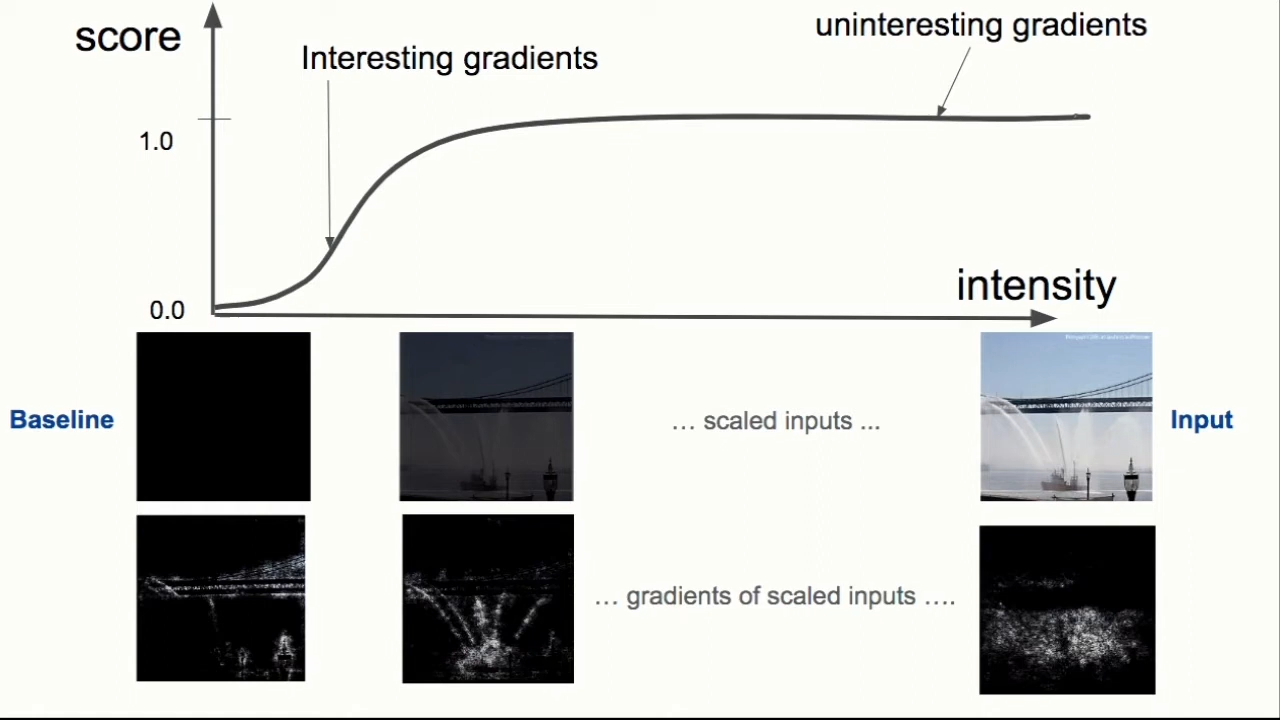 score
Interesting gradients
uninteresting gradients
1.0
0.0
intensity
Baseline
… scaled inputs ...
Input
… gradients of scaled inputs ….